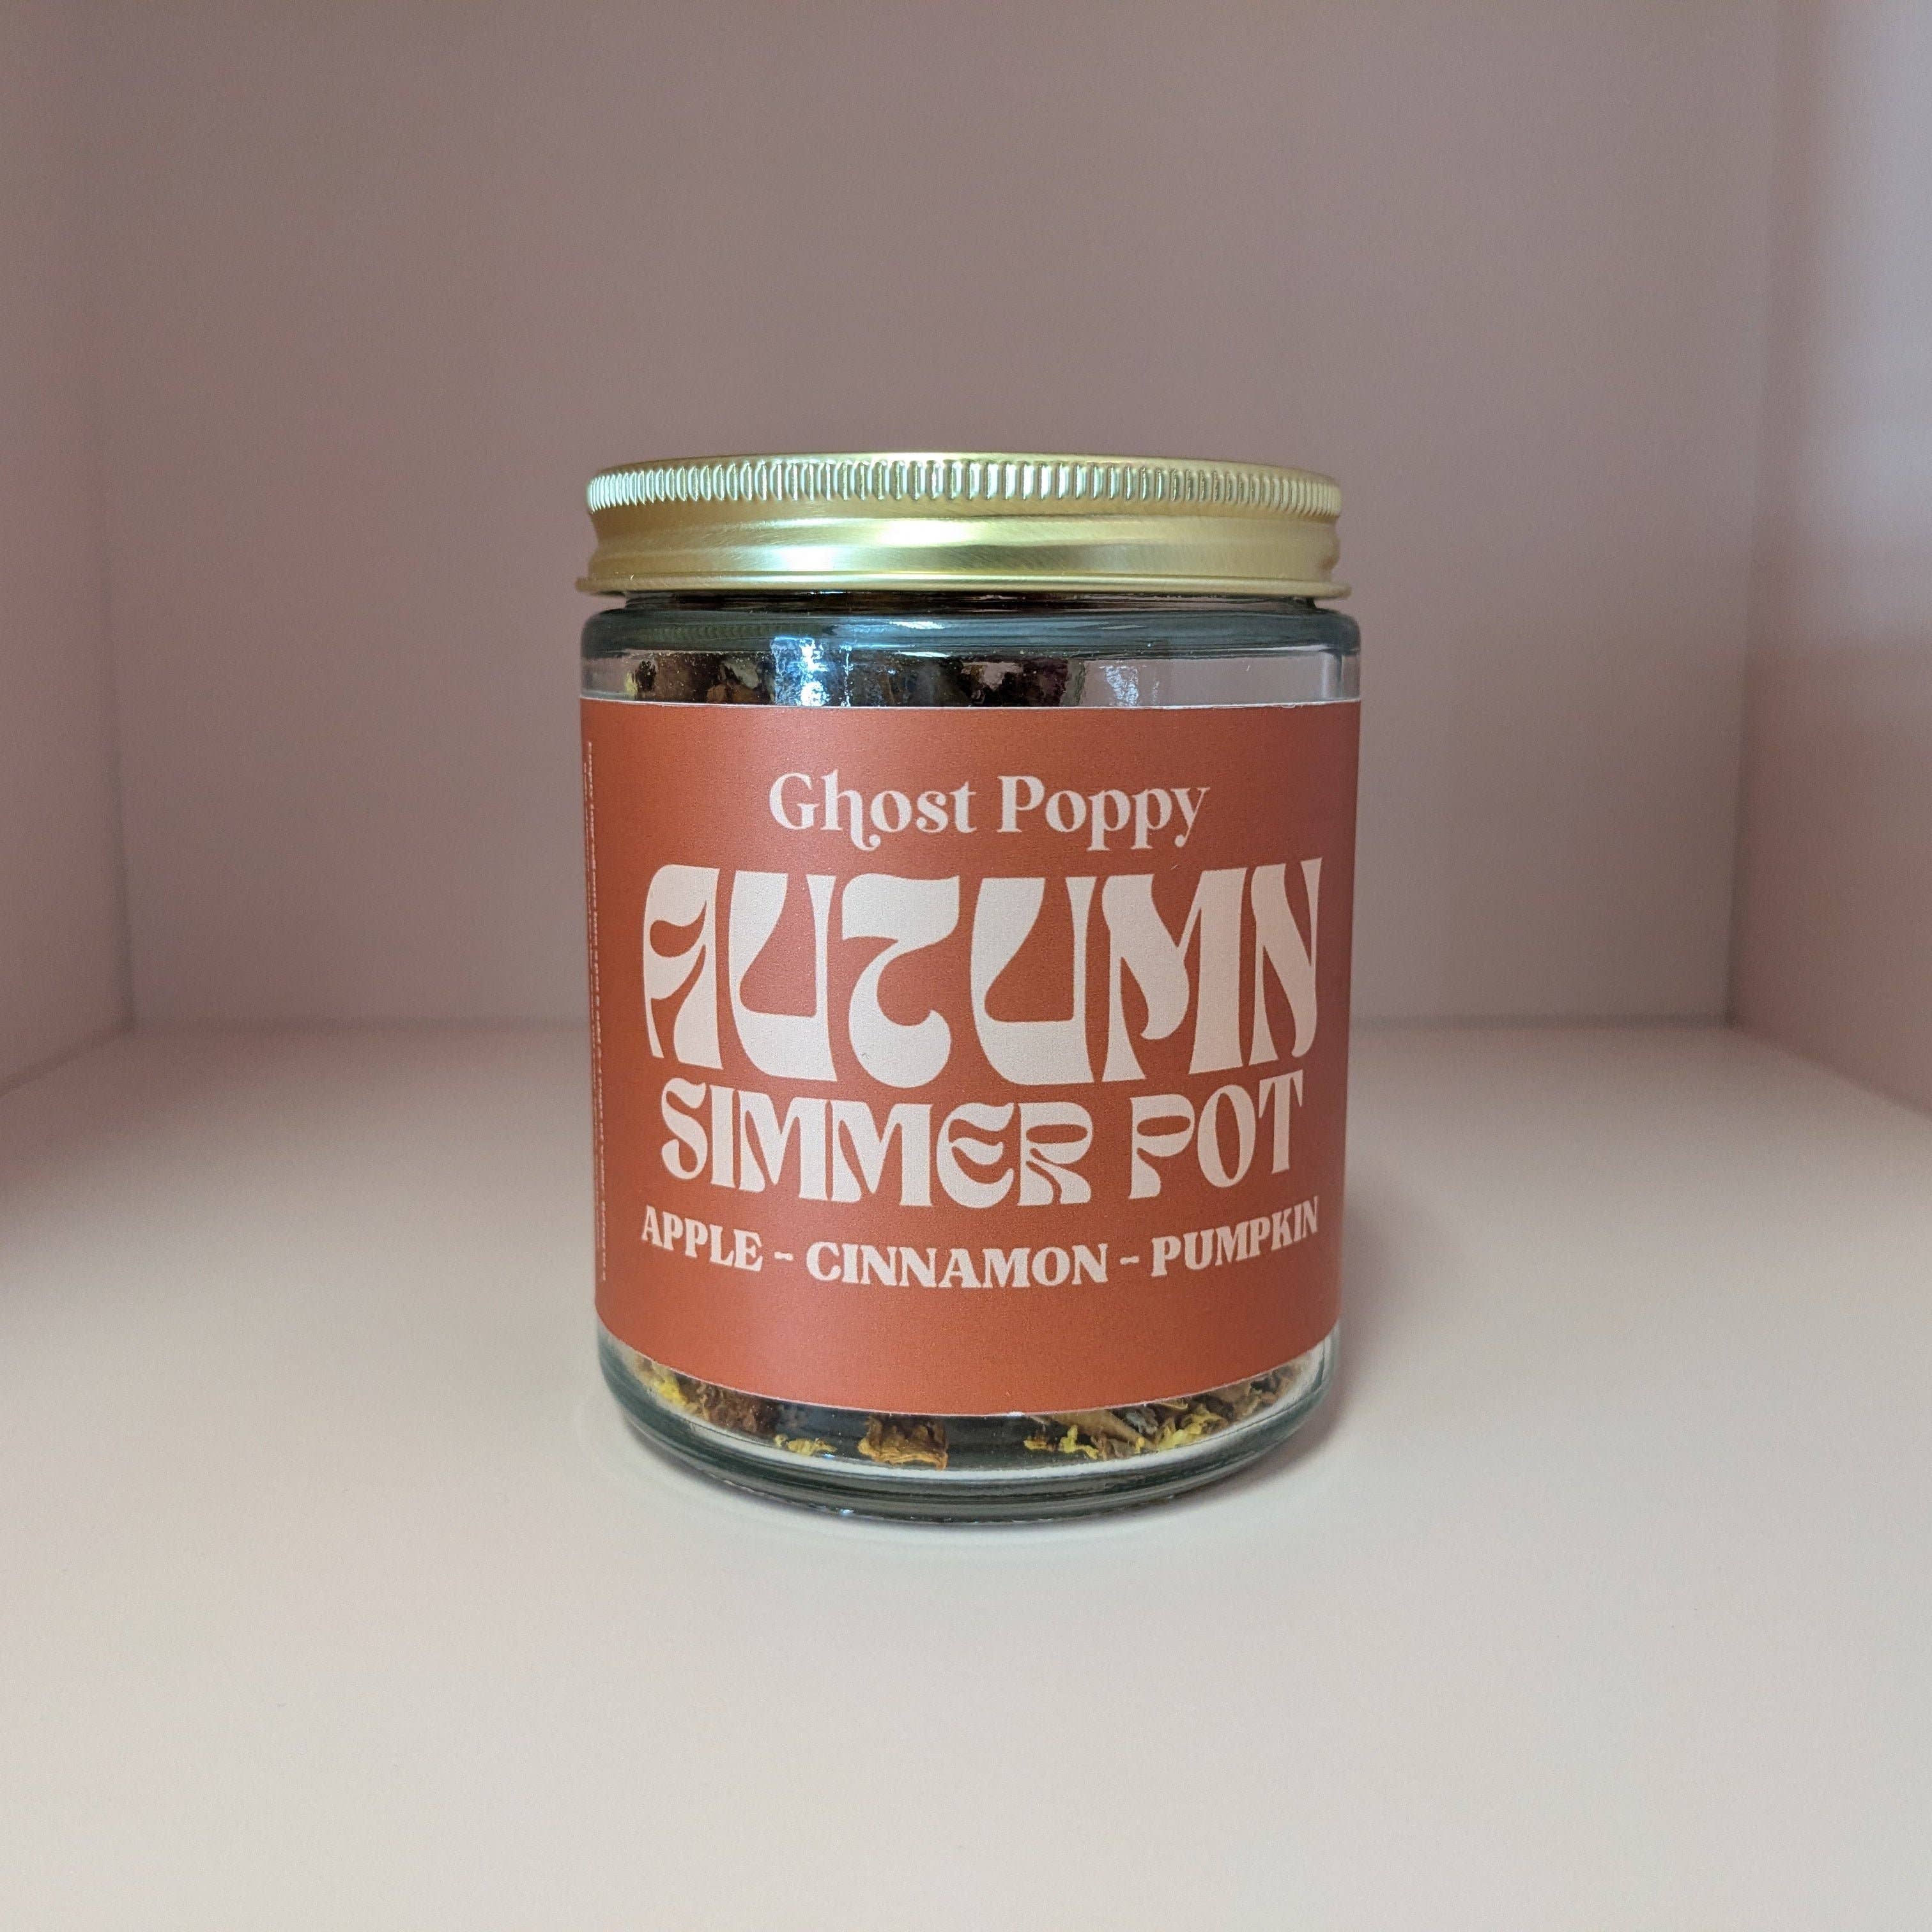 Ghost Poppy
AUTUMN
SIMMER POT
APPLE - CINNAMON - PUMPKIN